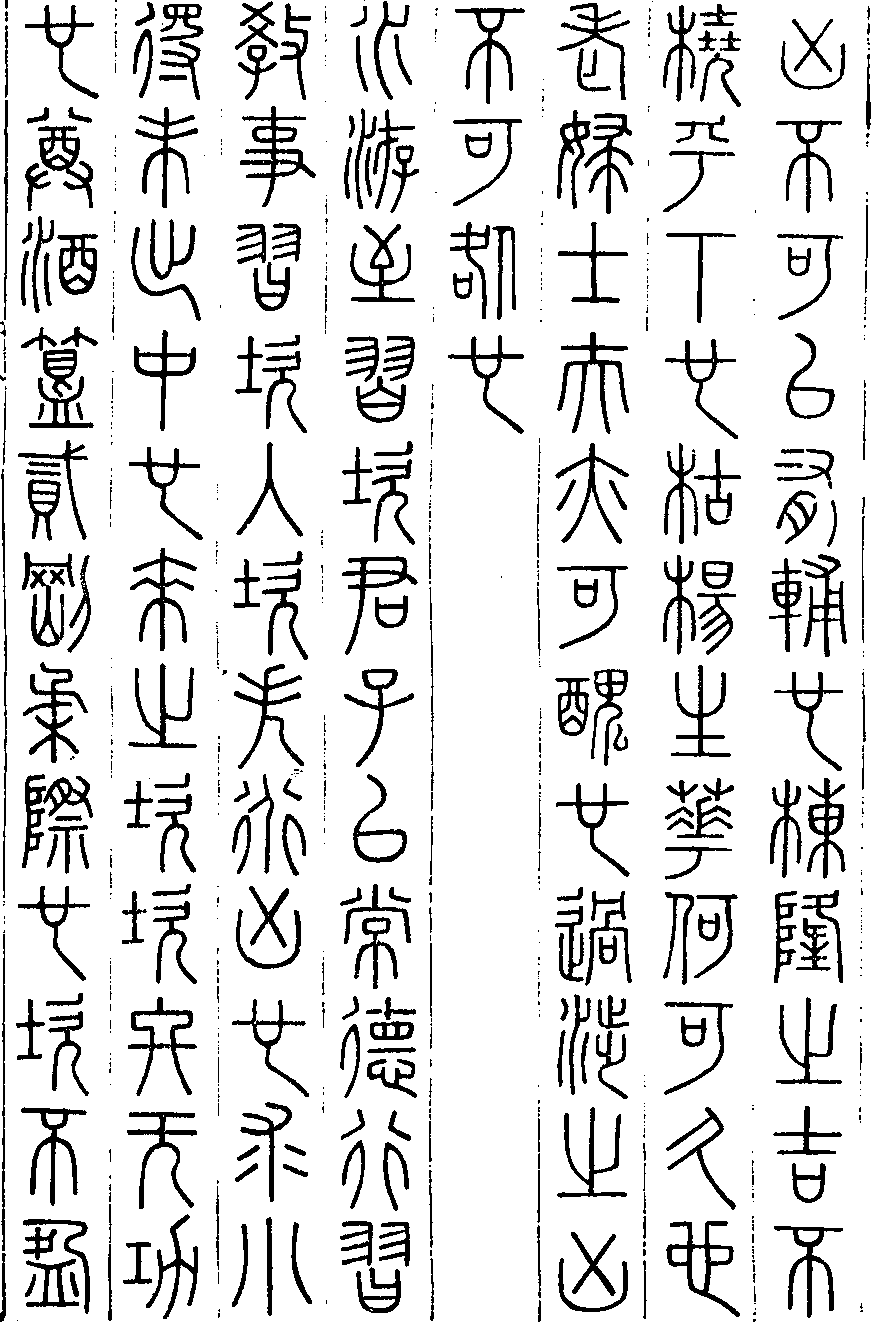 凶不可以有輔也棟隆之吉不
橈乎下也枯楊生華何可久也
老婦士夫亦可醜也過涉之凶
不可咎也
水洊至習坎君子以常德行習
教事習坎入坎失道凶也求小
得未出中也來之坎坎終无功
也尊酒簋貳剛柔際也坎不盈